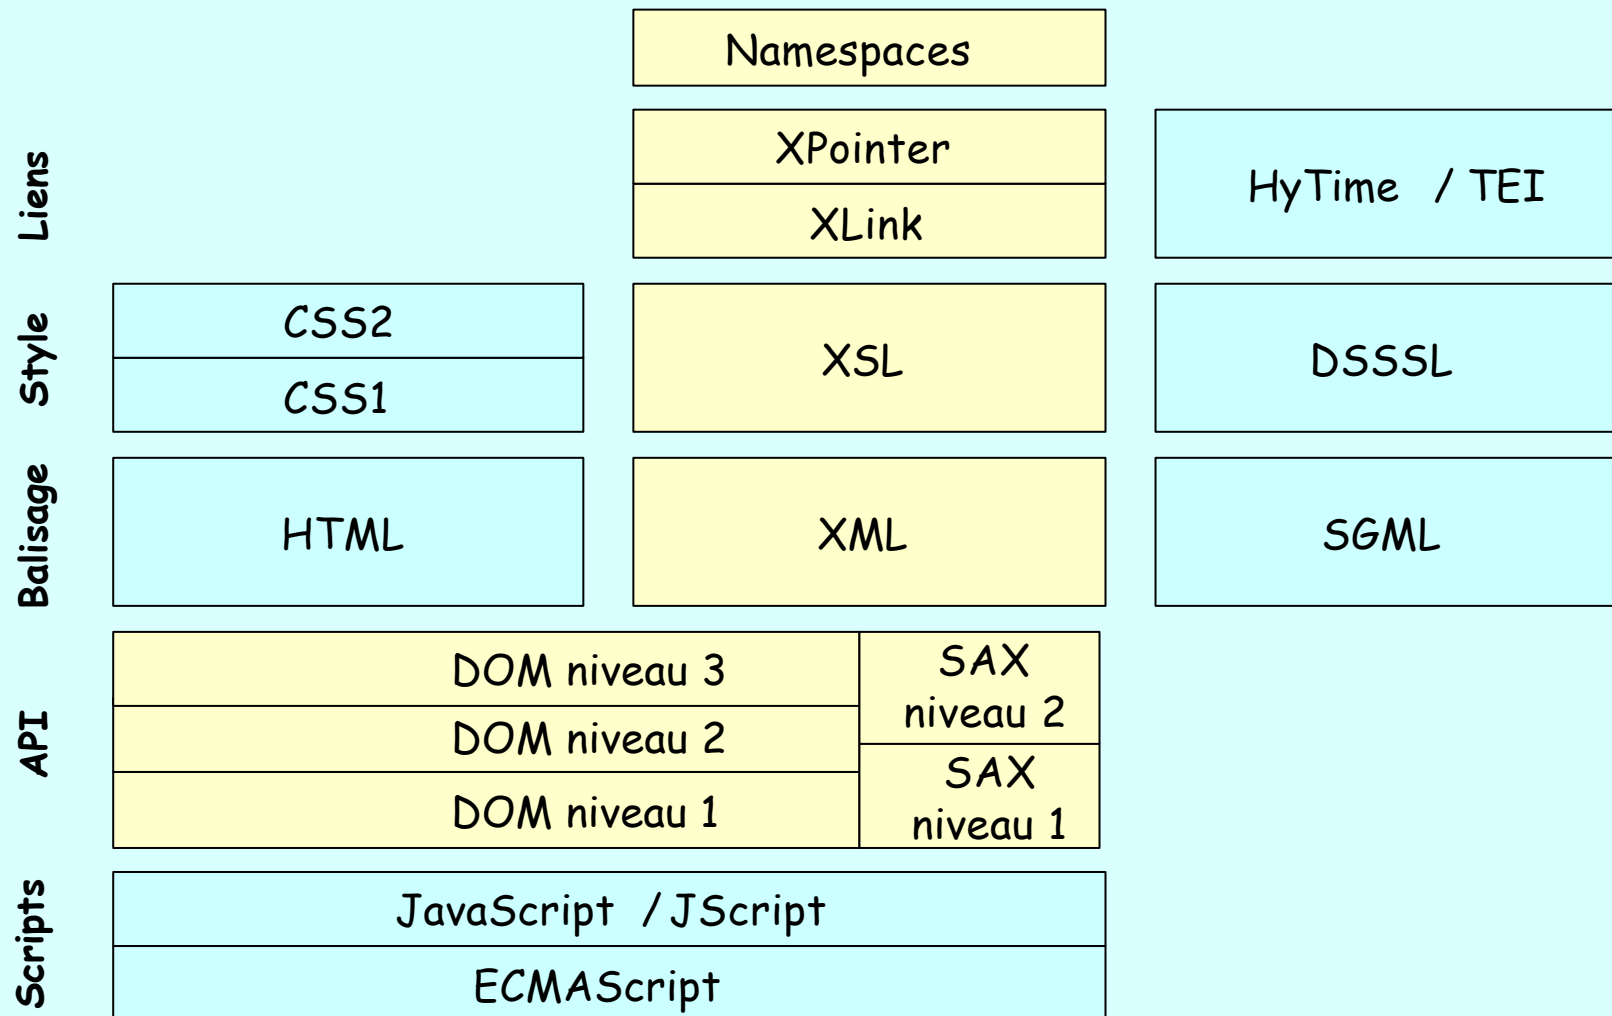 Namespaces
Liens
XPointer
XLink
HyTime / TEI
Style
CSS2
CSS1
XSL
DSSSL
Balisage
HTML
XML
SGML
API
DOM niveau 3
DOM niveau 2
DOM niveau 1
SAX
niveau 2
SAX
niveau 1
Scripts
JavaScript / JScript
ECMAScript